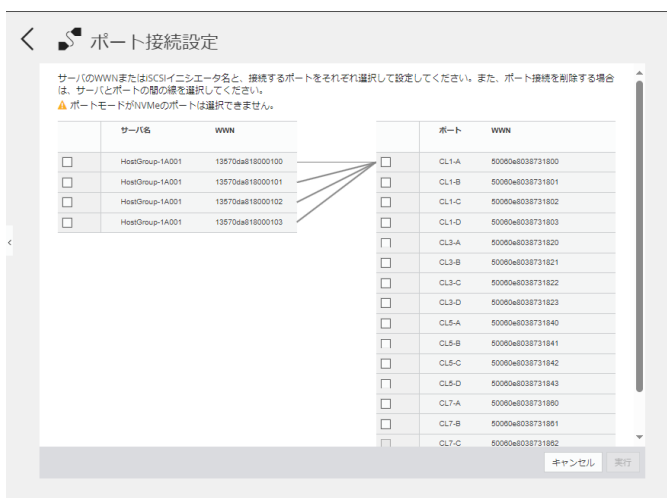 ポート接続設定
サーバのWWNまたはiSCSIイニシエータ名と、接続するポートをそれぞれ選択して設定してください。また、ポート接続を削除する場合
は、サーバとポートの間の線を選択してください。
ポートモードがNVMeのポートは選択できません。
サーバ名 WWN
HostGroup-1A001 13570da818000100
HostGroup-1A001 13570da818000101
HostGroup-1A001 13570da818000102
HostGroup-1A001 13570da818000103
ポート WWN
CL1-A 50060e8038731800
CL1-B 50060e8038731801
CL1-C 50060e8038731802
CL1-D 50060e8038731803
CL3-A 50060e8038731820
CL3-B 50060e8038731821
CL3-C 50060e8038731822
CL3-D 50060e8038731823
CL5-A 50060e8038731840
CL5-B 50060e8038731841
CL5-C 50060e8038731842
CL5-D 50060e8038731843
CL7-A 50060e8038731860
CL7-B 50060e8038731861
CL7-C 50060e8038731862
キャンセル 実行